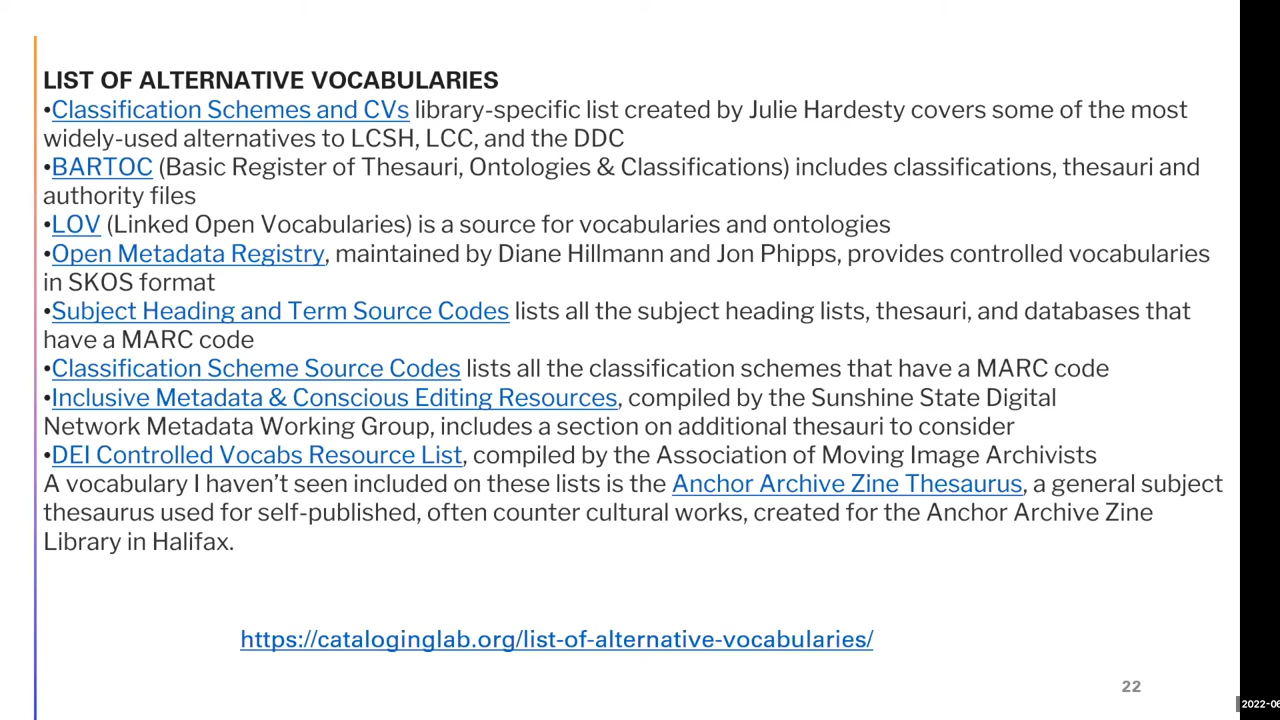 LIST OF ALTERNATIVE VOCABULARIES
•Classification Schemes and CVs library-specific list created by Julie Hardesty covers some of the most
widely-used alternatives to LCSH, LCC, and the DDC
•BARTOC (Basic Register of Thesauri, Ontologies & Classifications) includes classifications, thesauri and
authority files
•LOV (Linked Open Vocabularies) is a source for vocabularies and ontologies
•Open Metadata Registry, maintained by Diane Hillmann and Jon Phipps, provides controlled vocabularies
in SKOS format
•Subject Heading and Term Source Codes lists all the subject heading lists, thesauri, and databases that
have a MARC code
•Classification Scheme Source Codes lists all the classification schemes that have a MARC code
•Inclusive Metadata & Conscious Editing Resources, compiled by the Sunshine State Digital
Network Metadata Working Group, includes a section on additional thesauri to consider
•DEI Controlled Vocabs Resource List, compiled by the Association of Moving Image Archivists
A vocabulary I haven’t seen included on these lists is the Anchor Archive Zine Thesaurus, a general subject
thesaurus used for self-published, often counter cultural works, created for the Anchor Archive Zine
Library in Halifax.
https://cataloginglab.org/list-of-alternative-vocabularies/
22